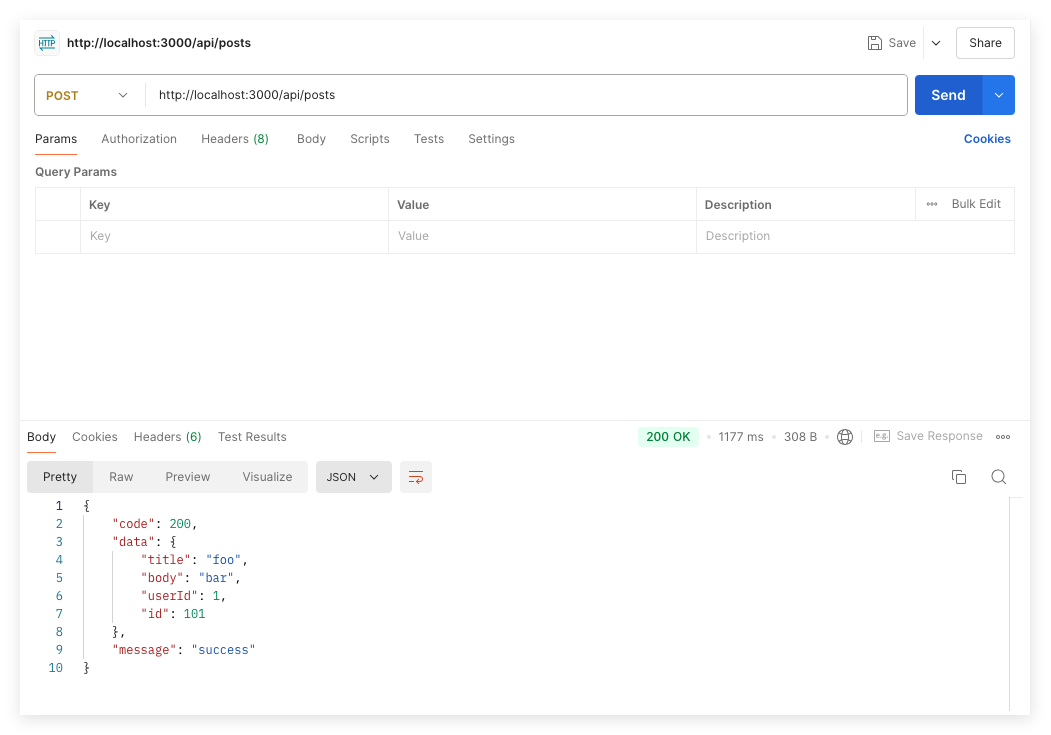 HTTP http://localhost:3000/api/posts Save Share
POST http://localhost:3000/api/posts Send
Params Authorization Headers (8) Body Scripts Tests Settings Cookies
Query Params
Key Value Description Bulk Edit
Key Value Description
Body Cookies Headers (6) Test Results 200 OK 1177 ms 308 B e.g. Save Response
Pretty Raw Preview Visualize JSON
1 {
2 "code": 200,
3 "data": {
4 "title": "foo",
5 "body": "bar",
6 "userId": 1,
7 "id": 101
8 },
9 "message": "success"
10 }